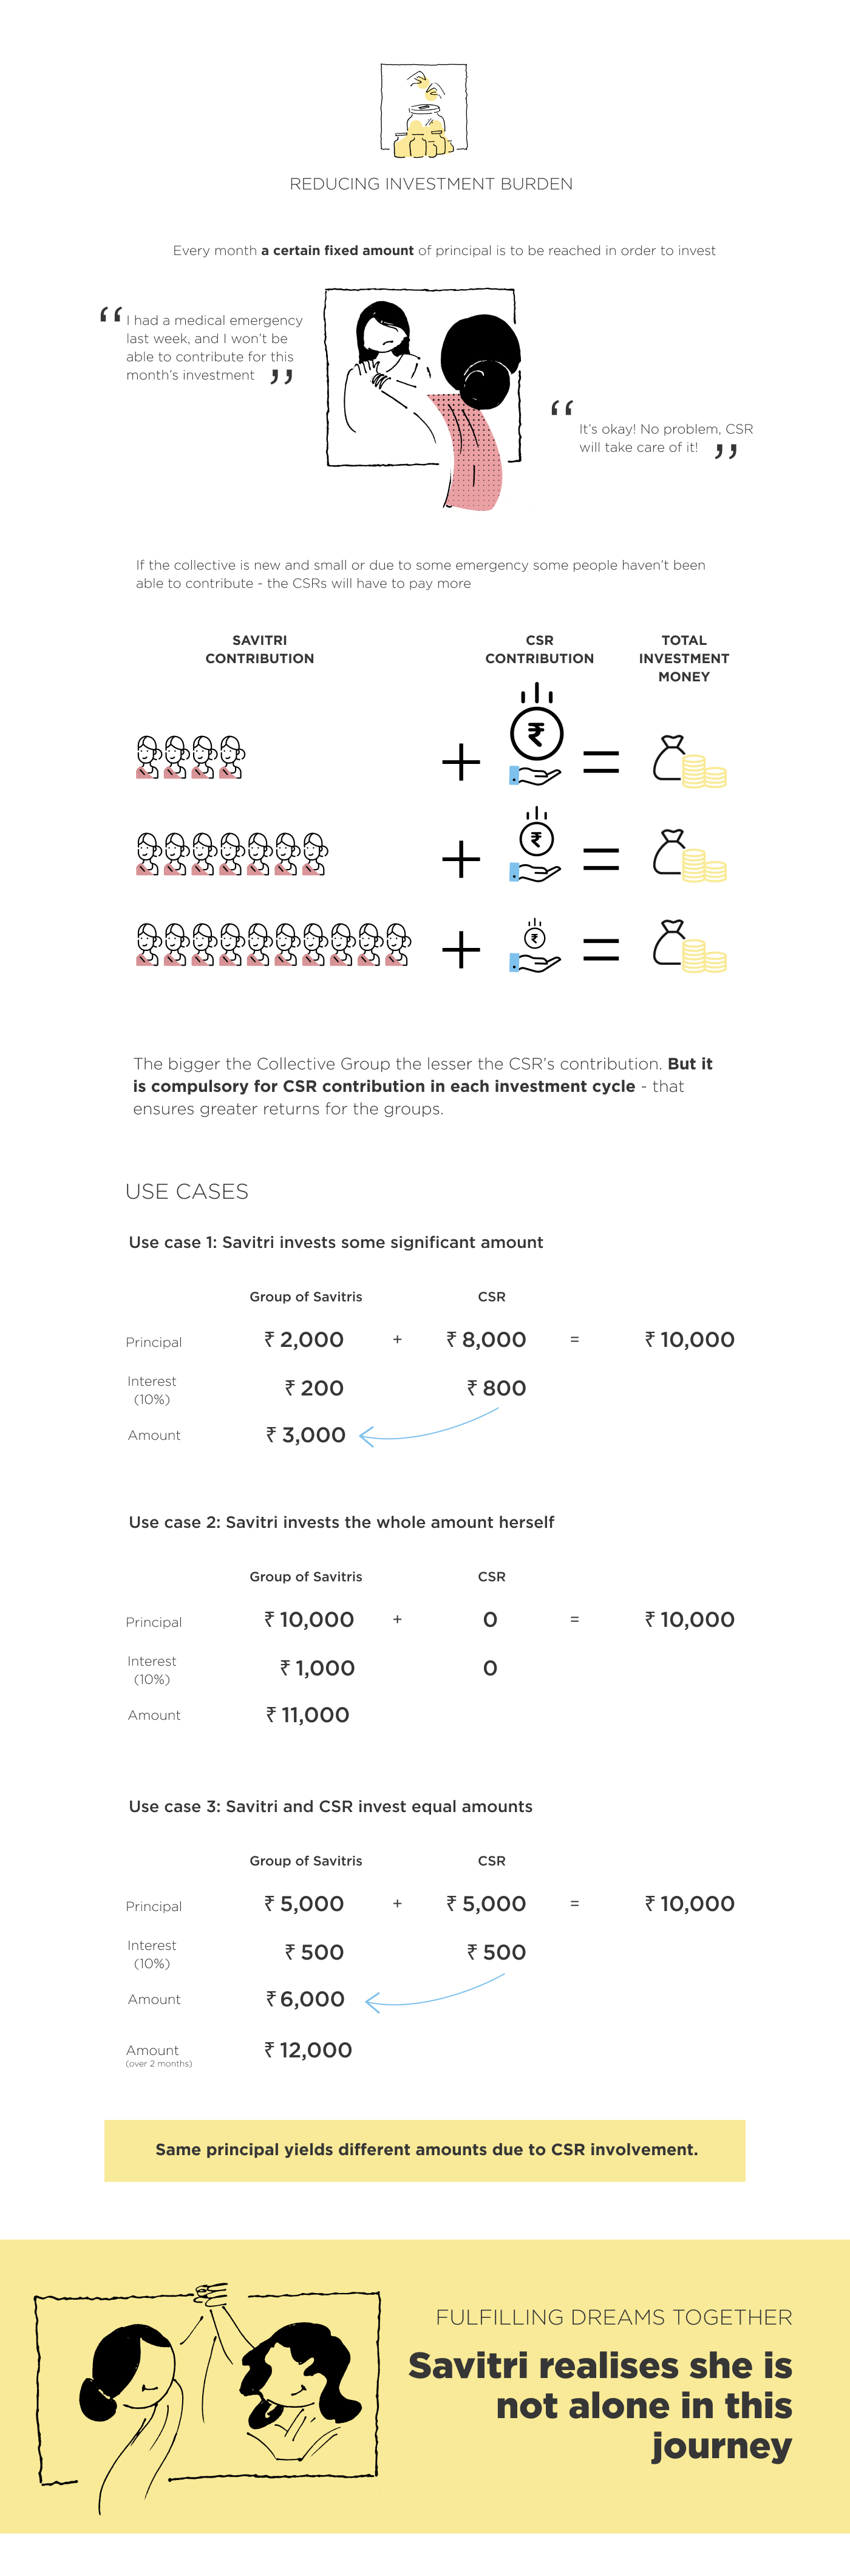 REDUCING INVESTMENT BURDEN
Every month a certain fixed amount of principal is to be reached in order to invest
“ I had a medical emergency
last week, and I won’t be
able to contribute for this
month’s investment ”
“ It’s okay! No problem, CSR
will take care of it! ”
If the collective is new and small or due to some emergency some people haven’t been
able to contribute - the CSRs will have to pay more
SAVITRI
CONTRIBUTION
CSR
CONTRIBUTION
TOTAL
INVESTMENT
MONEY
+ ₹ =
+ ₹ =
+ ₹ =
The bigger the Collective Group the lesser the CSR’s contribution. But it
is compulsory for CSR contribution in each investment cycle - that
ensures greater returns for the groups.
USE CASES
Use case 1: Savitri invests some significant amount
Group of Savitris CSR
Principal ₹ 2,000 + ₹ 8,000 = ₹ 10,000
Interest
(10%) ₹ 200 ₹ 800
Amount ₹ 3,000
Use case 2: Savitri invests the whole amount herself
Group of Savitris CSR
Principal ₹ 10,000 + 0 = ₹ 10,000
Interest
(10%) ₹ 1,000 0
Amount ₹ 11,000
Use case 3: Savitri and CSR invest equal amounts
Group of Savitris CSR
Principal ₹ 5,000 + ₹ 5,000 = ₹ 10,000
Interest
(10%) ₹ 500 ₹ 500
Amount ₹ 6,000
Amount ₹ 12,000
(over 2 months)
Same principal yields different amounts due to CSR involvement.
FULFILLING DREAMS TOGETHER
Savitri realises she is
not alone in this
journey